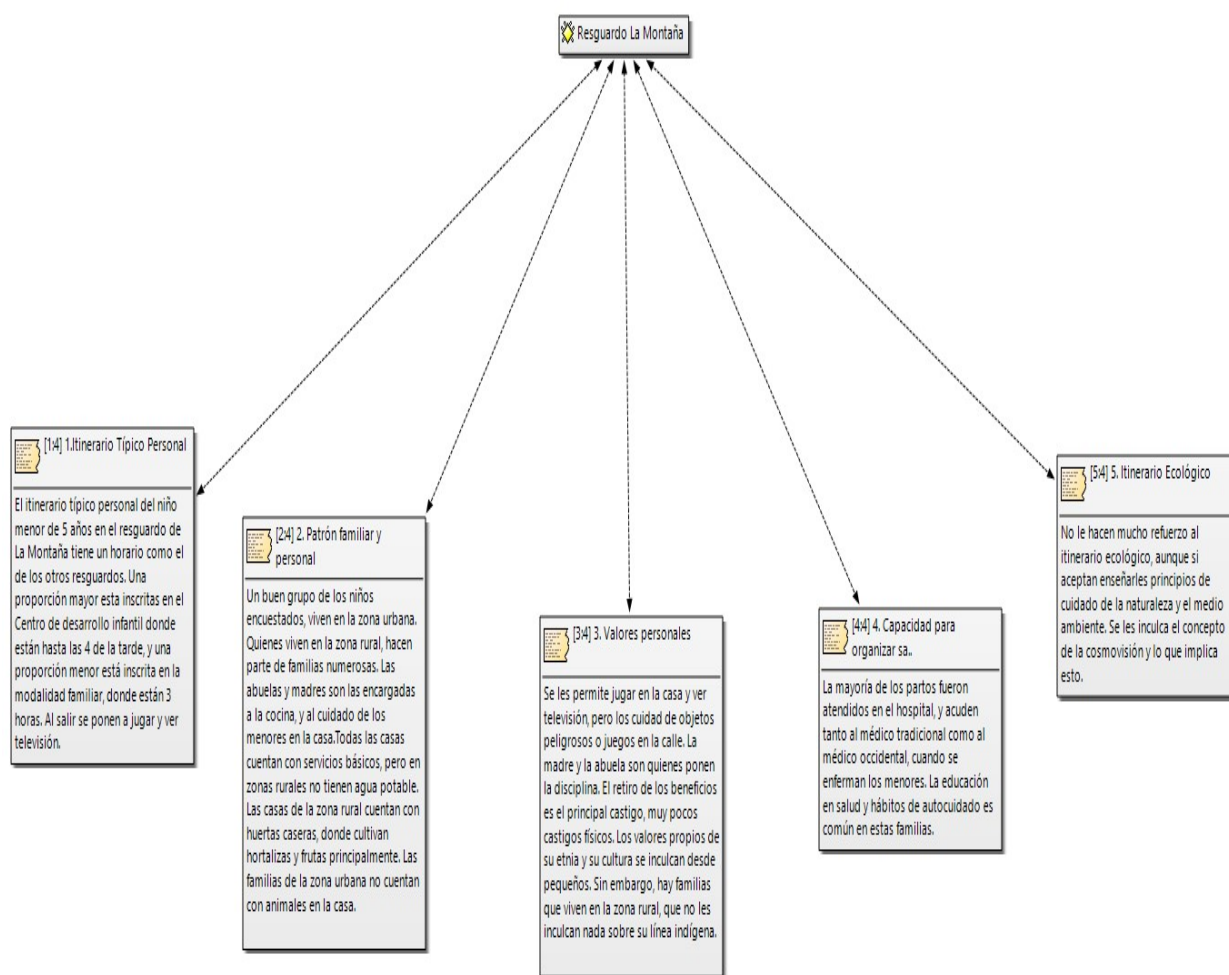 Resguardo La Montaña
[1:4] 1.Itinerario Típico Personal
El itinerario típico personal del niño
menor de 5 años en el resguardo de
La Montaña tiene un horario como el
de los otros resguardos. Una
proporción mayor esta inscritas en el
Centro de desarrollo infantil donde
están hasta las 4 de la tarde, y una
proporción menor está inscrita en la
modalidad familiar, donde están 3
horas. Al salir se ponen a jugar y ver
televisión.
[2:4] 2. Patrón familiar y
personal
Un buen grupo de los niños
encuestados, viven en la zona urbana.
Quienes viven en la zona rural, hacen
parte de familias numerosas. Las
abuelas y madres son las encargadas
a la cocina, y al cuidado de los
menores en la casa.Todas las casas
cuentan con servicios básicos, pero en
zonas rurales no tienen agua potable.
Las casas de la zona rural cuentan con
huertas caseras, donde cultivan
hortalizas y frutas principalmente. Las
familias de la zona urbana no cuentan
con animales en la casa.
[3:4] 3. Valores personales
Se les permite jugar en la casa y ver
televisión, pero los cuidad de objetos
peligrosos o juegos en la calle. La
madre y la abuela son quienes ponen
la disciplina. El retiro de los beneficios
es el principal castigo, muy pocos
castigos físicos. Los valores propios de
su etnia y su cultura se inculcan desde
pequeños. Sin embargo, hay familias
que viven en la zona rural, que no les
inculcan nada sobre su línea indígena.
[4:4] 4. Capacidad para
organizar sa..
La mayoría de los partos fueron
atendidos en el hospital, y acuden
tanto al médico tradicional como al
médico occidental, cuando se
enferman los menores. La educación
en salud y hábitos de autocuidado es
común en estas familias.
[5:4] 5. Itinerario Ecológico
No le hacen mucho refuerzo al
itinerario ecológico, aunque si
aceptan enseñarles principios de
cuidado de la naturaleza y el medio
ambiente. Se les inculca el concepto
de la cosmovisión y lo que implica
esto.